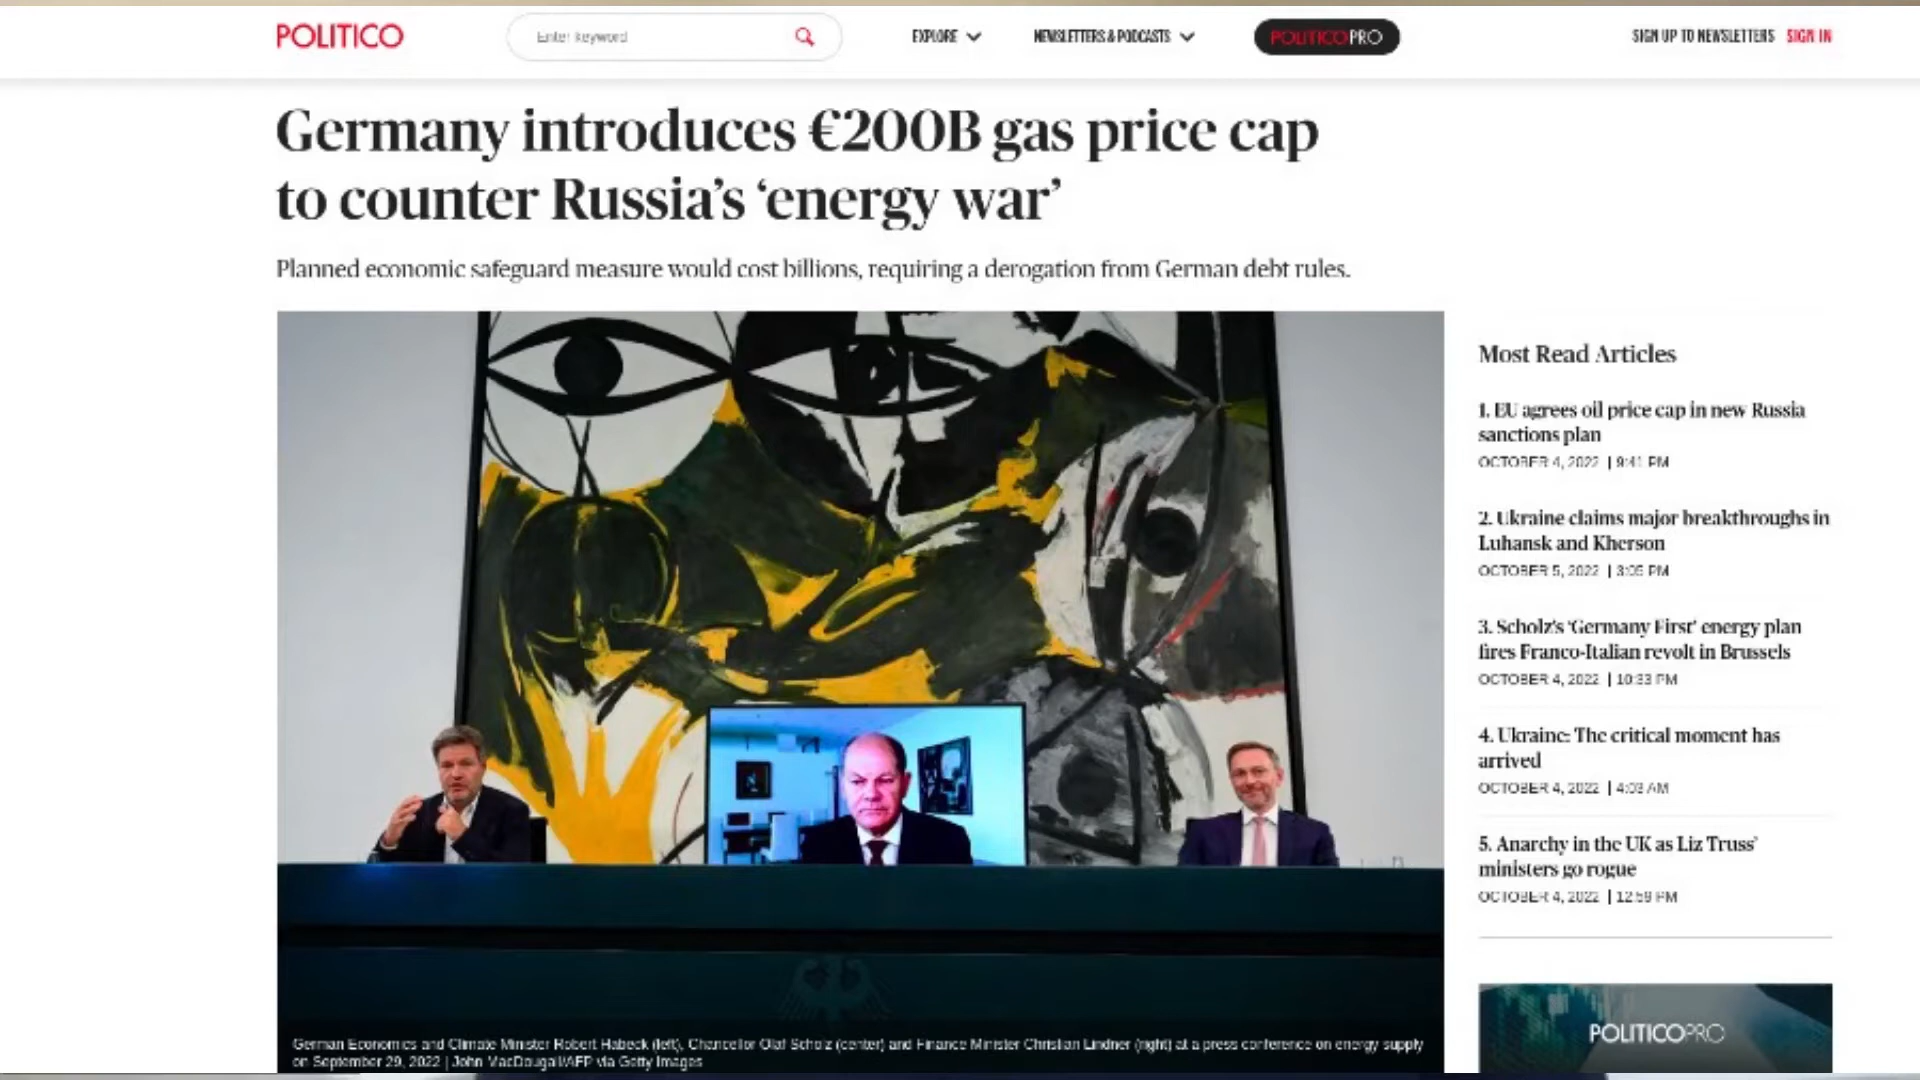 POLITICO
Enter keyword
EXPLORE
NEWSLETTERS & PODCASTS
POLITICOPRO
SIGN UP TO NEWSLETTERS
SIGN IN
Germany introduces €200B gas price cap
to counter Russia's 'energy war'
Planned economic safeguard measure would cost billions, requiring a derogation from German debt rules.
Most Read Articles
1. EU agrees oil price cap in new Russia
sanctions plan
OCTOBER 4, 2022 | 9:41 PM
2. Ukraine claims major breakthroughs in
Luhansk and Kherson
OCTOBER 5, 2022 | 3:05 PM
3. Scholz's 'Germany First' energy plan
fires Franco-Italian revolt in Brussels
OCTOBER 4, 2022 | 10:33 PM
4. Ukraine: The critical moment has
arrived
OCTOBER 4, 2022 | 4:03 AM
5. Anarchy in the UK as Liz Truss'
ministers go rogue
OCTOBER 4, 2022 | 12:59 PM
POLITICOPRO
German Economics and Climate Minister Robert Habeck (left), Chancellor Olaf Scholz (center) and Finance Minister Christian Lindner (right) at a press conference on energy supply
on September 29, 2022 | John MacDougall/AFP via Getty Images